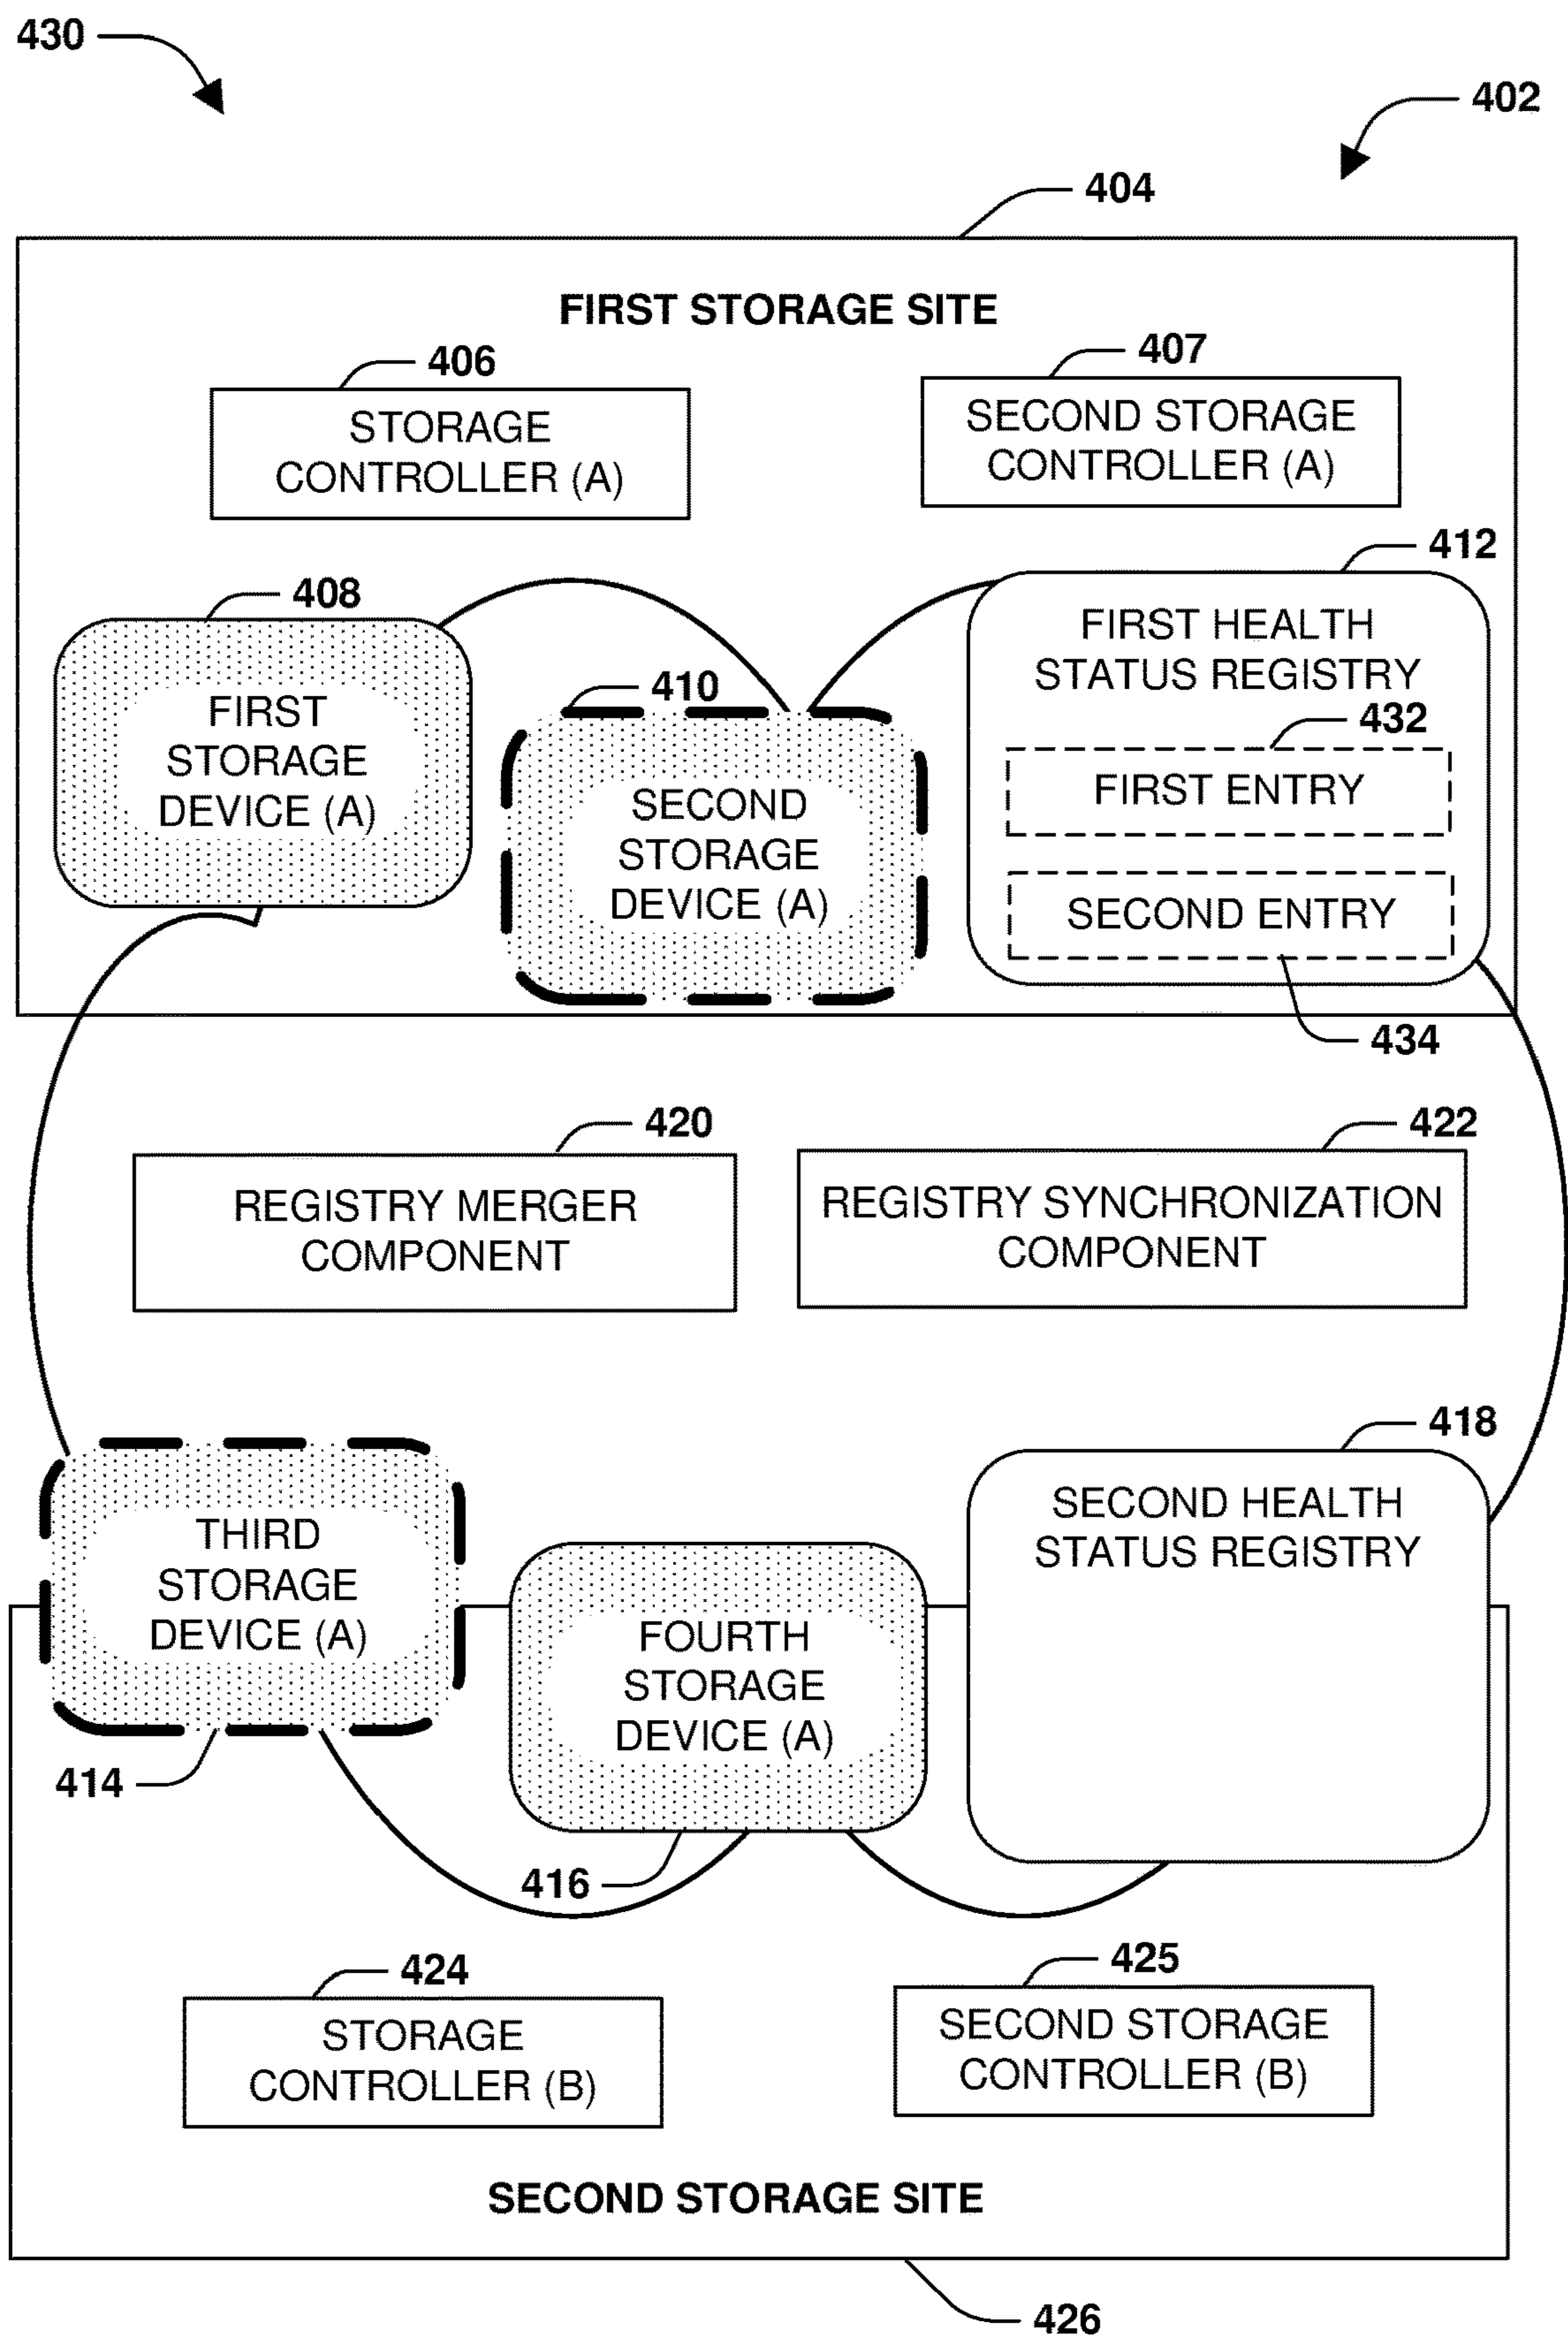 430
402
404
FIRST STORAGE SITE
406
407
STORAGE
CONTROLLER (A)
SECOND STORAGE
CONTROLLER (A)
412
408
FIRST HEALTH
STATUS REGISTRY
410
432
FIRST
STORAGE
DEVICE (A)
FIRST ENTRY
SECOND
STORAGE
DEVICE (A)
SECOND ENTRY
434
420
422
REGISTRY MERGER
COMPONENT
REGISTRY SYNCHRONIZATION
COMPONENT
418
SECOND HEALTH
STATUS REGISTRY
THIRD
STORAGE
DEVICE (A)
FOURTH
STORAGE
DEVICE (A)
414
416
424
425
STORAGE
CONTROLLER (B)
SECOND STORAGE
CONTROLLER (B)
SECOND STORAGE SITE
426